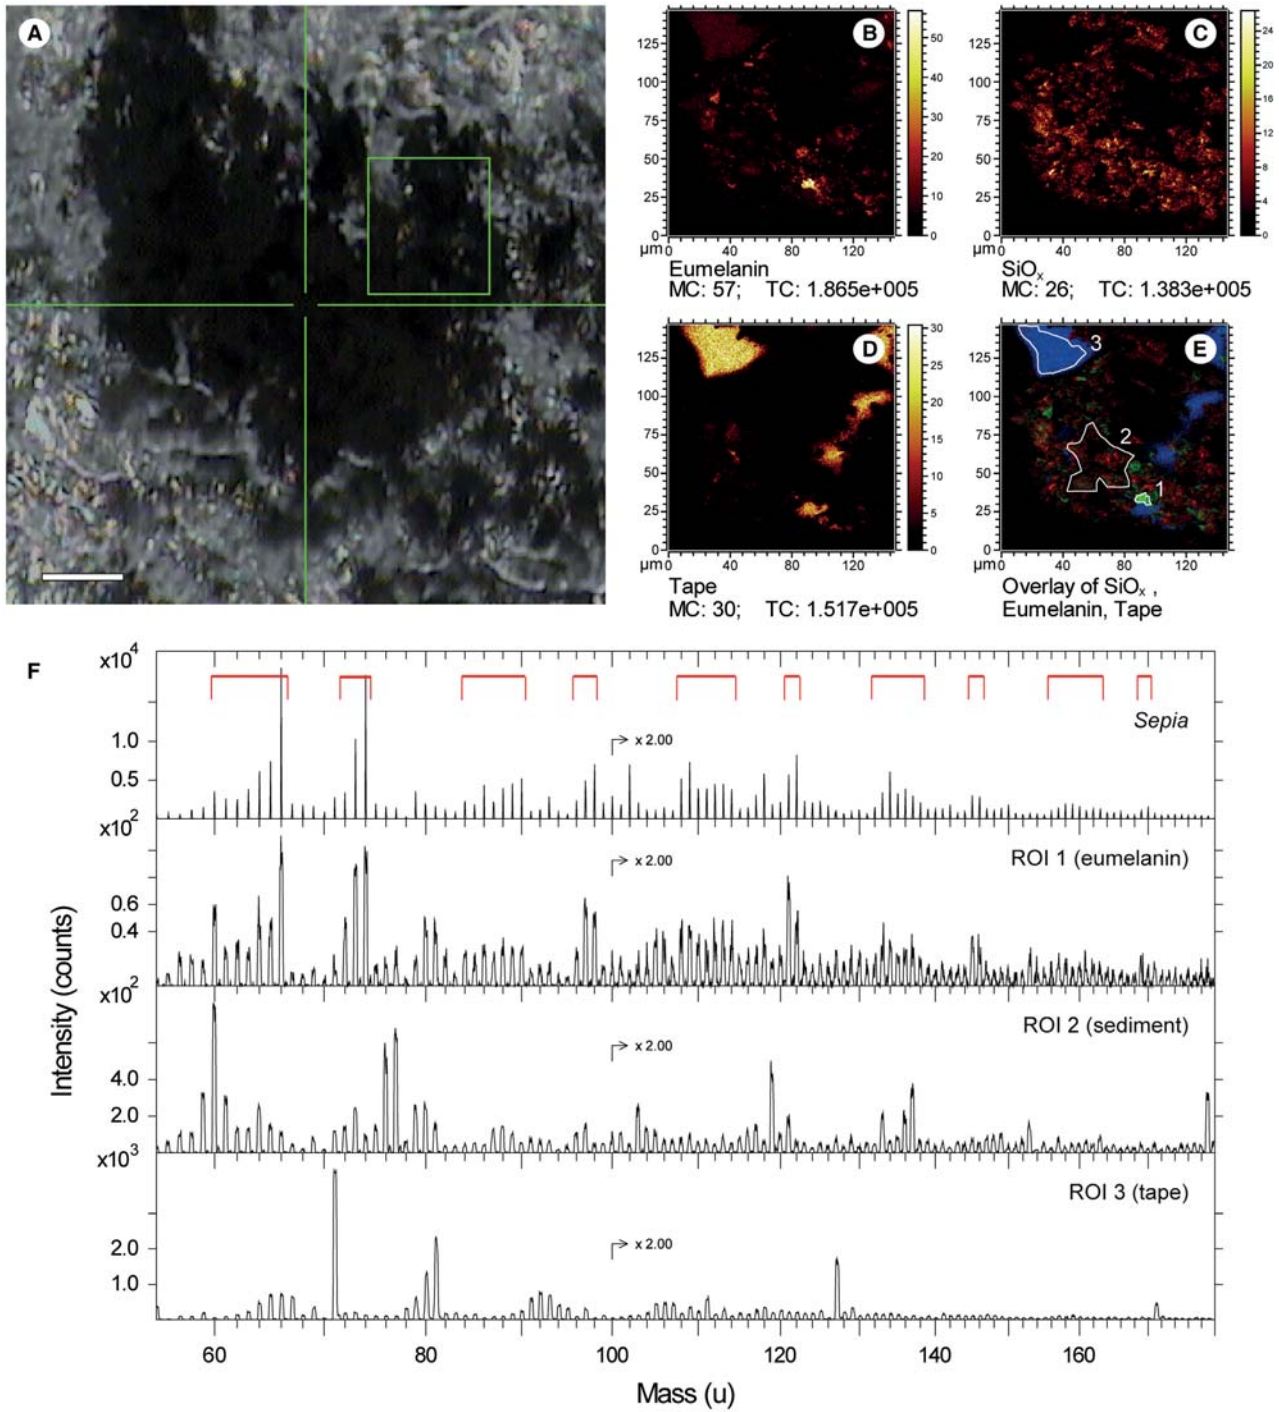 A
B
125
100
75
50
25
0
µm 0 40 80 120
50
40
30
20
10
0
Eumelanin
MC: 57; TC: 1.865e+005
C
125
100
75
50
25
0
µm 0 40 80 120
24
20
16
12
8
4
0
SiOₓ
MC: 26; TC: 1.383e+005
D
125
100
75
50
25
0
µm 0 40 80 120
30
25
20
15
10
5
0
Tape
MC: 30; TC: 1.517e+005
E
3
2
1
125
100
75
50
25
0
µm 0 40 80 120
Overlay of SiOₓ ,
Eumelanin, Tape
F
x10⁴
Sepia
1.0
x 2.00
0.5
x10²
ROI 1 (eumelanin)
x 2.00
0.6
0.4
x10²
ROI 2 (sediment)
x 2.00
4.0
2.0
x10³
ROI 3 (tape)
x 2.00
2.0
1.0
Intensity (counts)
60 80 100 120 140 160
Mass (u)